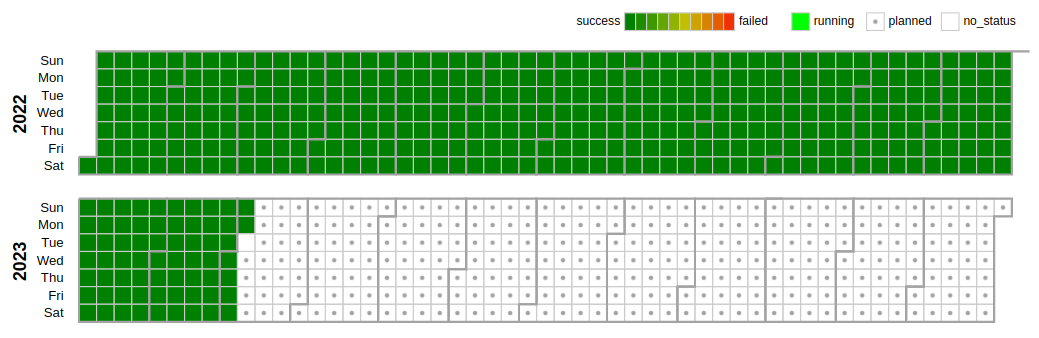 success failed running planned no_status
2022
Sun
Mon
Tue
Wed
Thu
Fri
Sat
2023
Sun
Mon
Tue
Wed
Thu
Fri
Sat